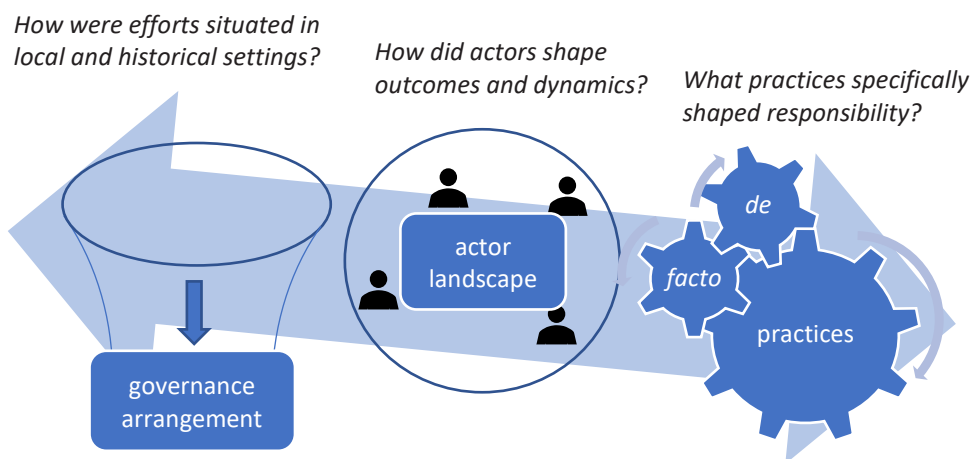 How were efforts situated in
local and historical settings?
How did actors shape
outcomes and dynamics?
What practices specifically
shaped responsibility?
governance
arrangement
actor
landscape
de
facto
practices